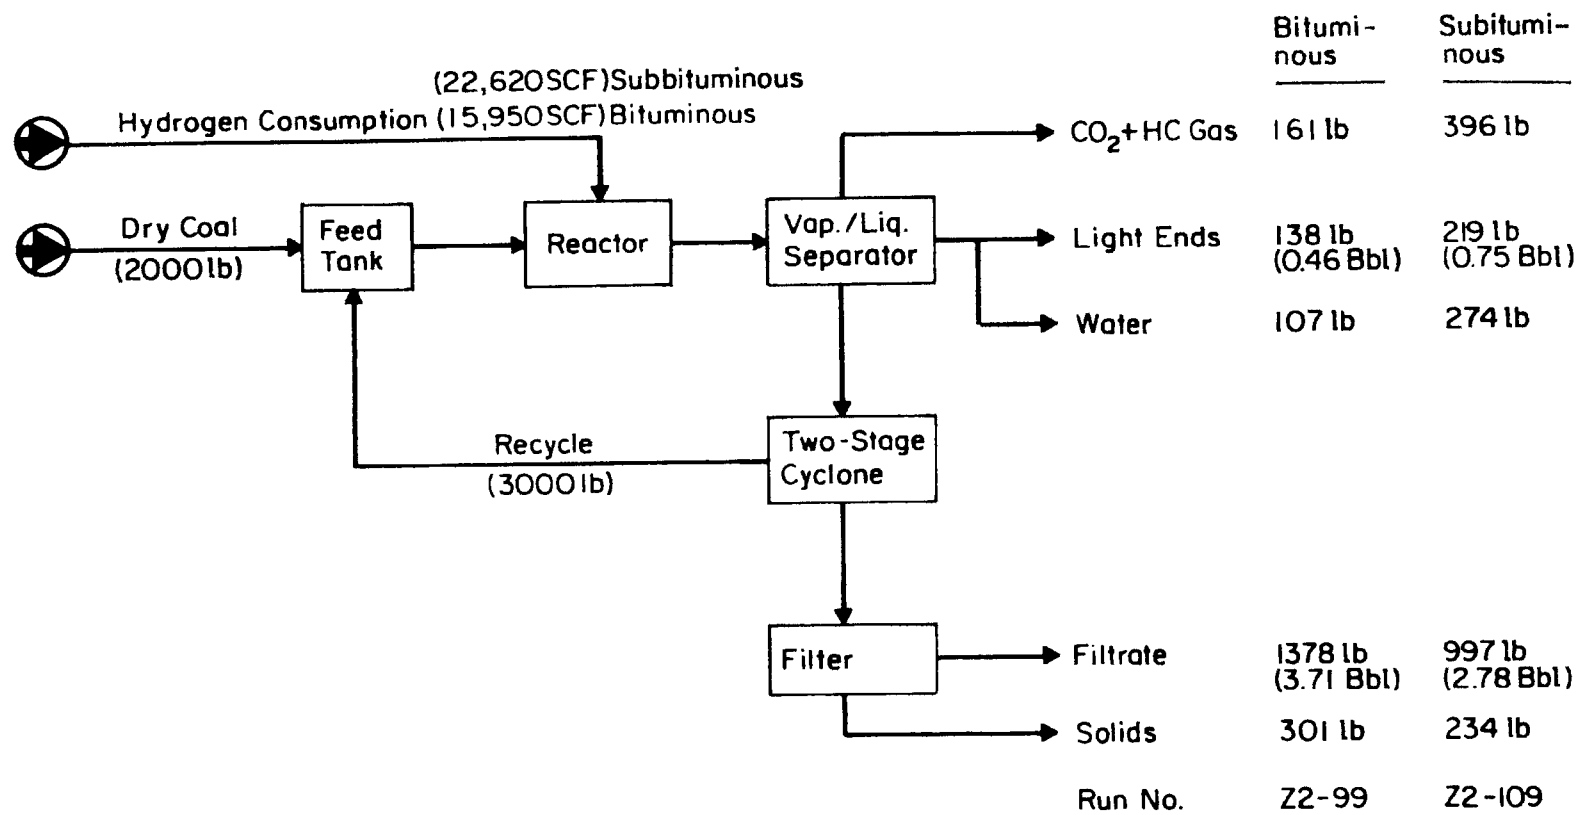 Bitumi-
nous
Subitumi-
nous
(22,620SCF)Subbituminous
Hydrogen Consumption (15,950SCF)Bituminous
CO₂+HC Gas 161 lb 396 lb
Dry Coal
(2000 lb)
Feed
Tank
Reactor
Vap./Liq.
Separator
Light Ends 138 lb 219 lb
(0.46 Bbl) (0.75 Bbl)
Water 107 lb 274 lb
Recycle
(3000 lb)
Two-Stage
Cyclone
Filter
Filtrate 1378 lb 997 lb
(3.71 Bbl) (2.78 Bbl)
Solids 301 lb 234 lb
Run No. Z2-99 Z2-109